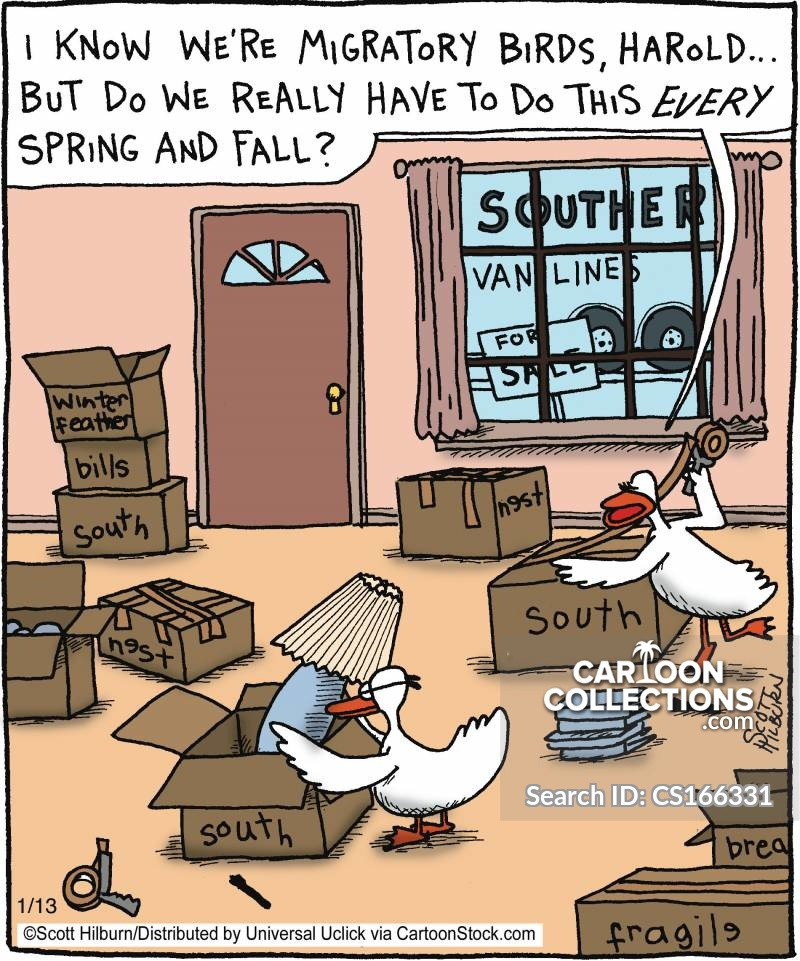 I KNOW WE'RE MIGRATORY BIRDS, HAROLD...
BUT DO WE REALLY HAVE TO DO THIS EVERY
SPRING AND FALL?
SOUTHER
VAN LINES
FOR
SALE
Winter
feather
bills
south
nest
south
nest
south
CARTOON
COLLECTIONS
.com
SCOTT
HILBURN
Search ID: CS166331
brea
fragile
1/13
©Scott Hilburn/Distributed by Universal Uclick via CartoonStock.com